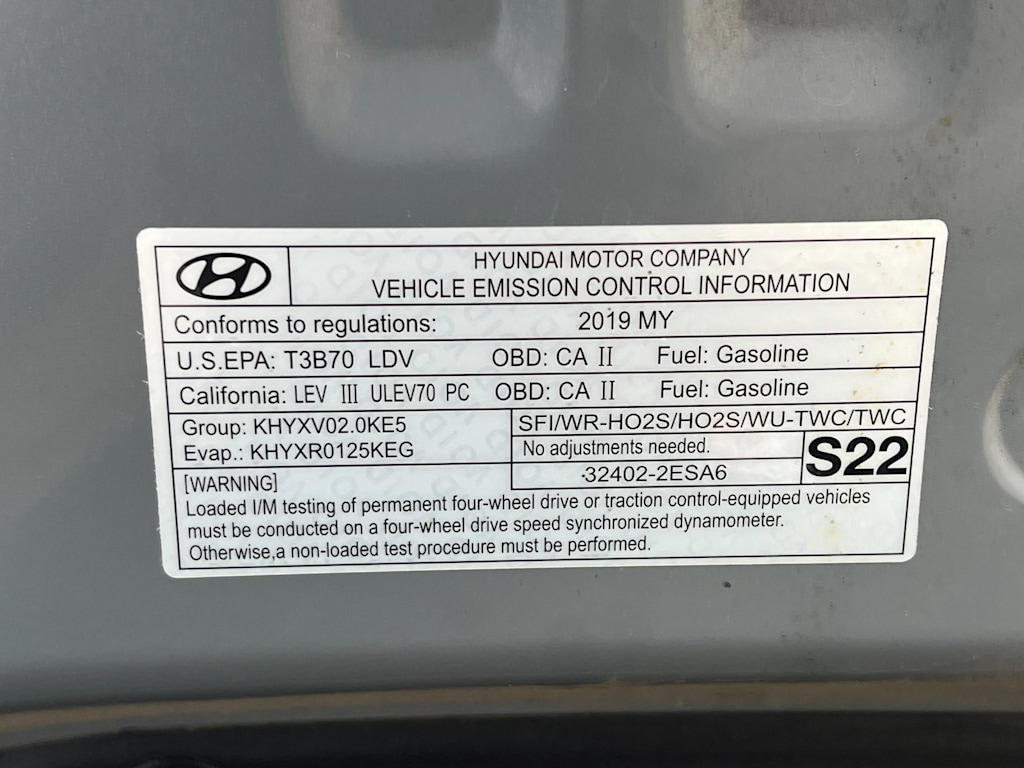 HYUNDAI MOTOR COMPANY
VEHICLE EMISSION CONTROL INFORMATION
Conforms to regulations: 2019 MY
U.S.EPA: T3B70 LDV OBD: CA II Fuel: Gasoline
California: LEV III ULEV70 PC OBD: CA II Fuel: Gasoline
Group: KHYXV02.0KE5
Evap.: KHYXR0125KEG
SFI/WR-HO2S/HO2S/WU-TWC/TWC
No adjustments needed.
32402-2ESA6
S22
[WARNING]
Loaded I/M testing of permanent four-wheel drive or traction control-equipped vehicles
must be conducted on a four-wheel drive speed synchronized dynamometer.
Otherwise,a non-loaded test procedure must be performed.